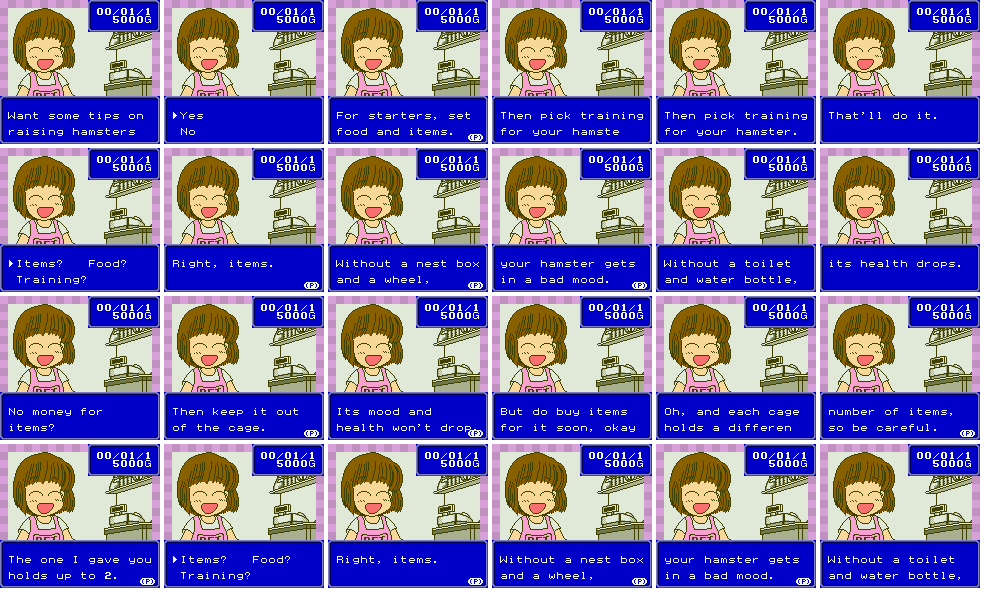 00/01/1
5000G
Want some tips on
raising hamsters
00/01/1
5000G
Yes
No
00/01/1
5000G
For starters, set
food and items.
(P)
00/01/1
5000G
Then pick training
for your hamste
00/01/1
5000G
Then pick training
for your hamster.
00/01/1
5000G
That'll do it.
00/01/1
5000G
Items? Food?
Training?
00/01/1
5000G
Right, items.
(P)
00/01/1
5000G
Without a nest box
and a wheel,
(P)
00/01/1
5000G
your hamster gets
in a bad mood.
(P)
00/01/1
5000G
Without a toilet
and water bottle,
00/01/1
5000G
its health drops.
00/01/1
5000G
No money for
items?
00/01/1
5000G
Then keep it out
of the cage.
(P)
00/01/1
5000G
Its mood and
health won't drop.
(P)
00/01/1
5000G
But do buy items
for it soon, okay
00/01/1
5000G
Oh, and each cage
holds a differen
00/01/1
5000G
number of items,
so be careful.
(P)
00/01/1
5000G
The one I gave you
holds up to 2.
(P)
00/01/1
5000G
Items? Food?
Training?
00/01/1
5000G
Right, items.
(P)
00/01/1
5000G
Without a nest box
and a wheel,
(P)
00/01/1
5000G
your hamster gets
in a bad mood.
(P)
00/01/1
5000G
Without a toilet
and water bottle,